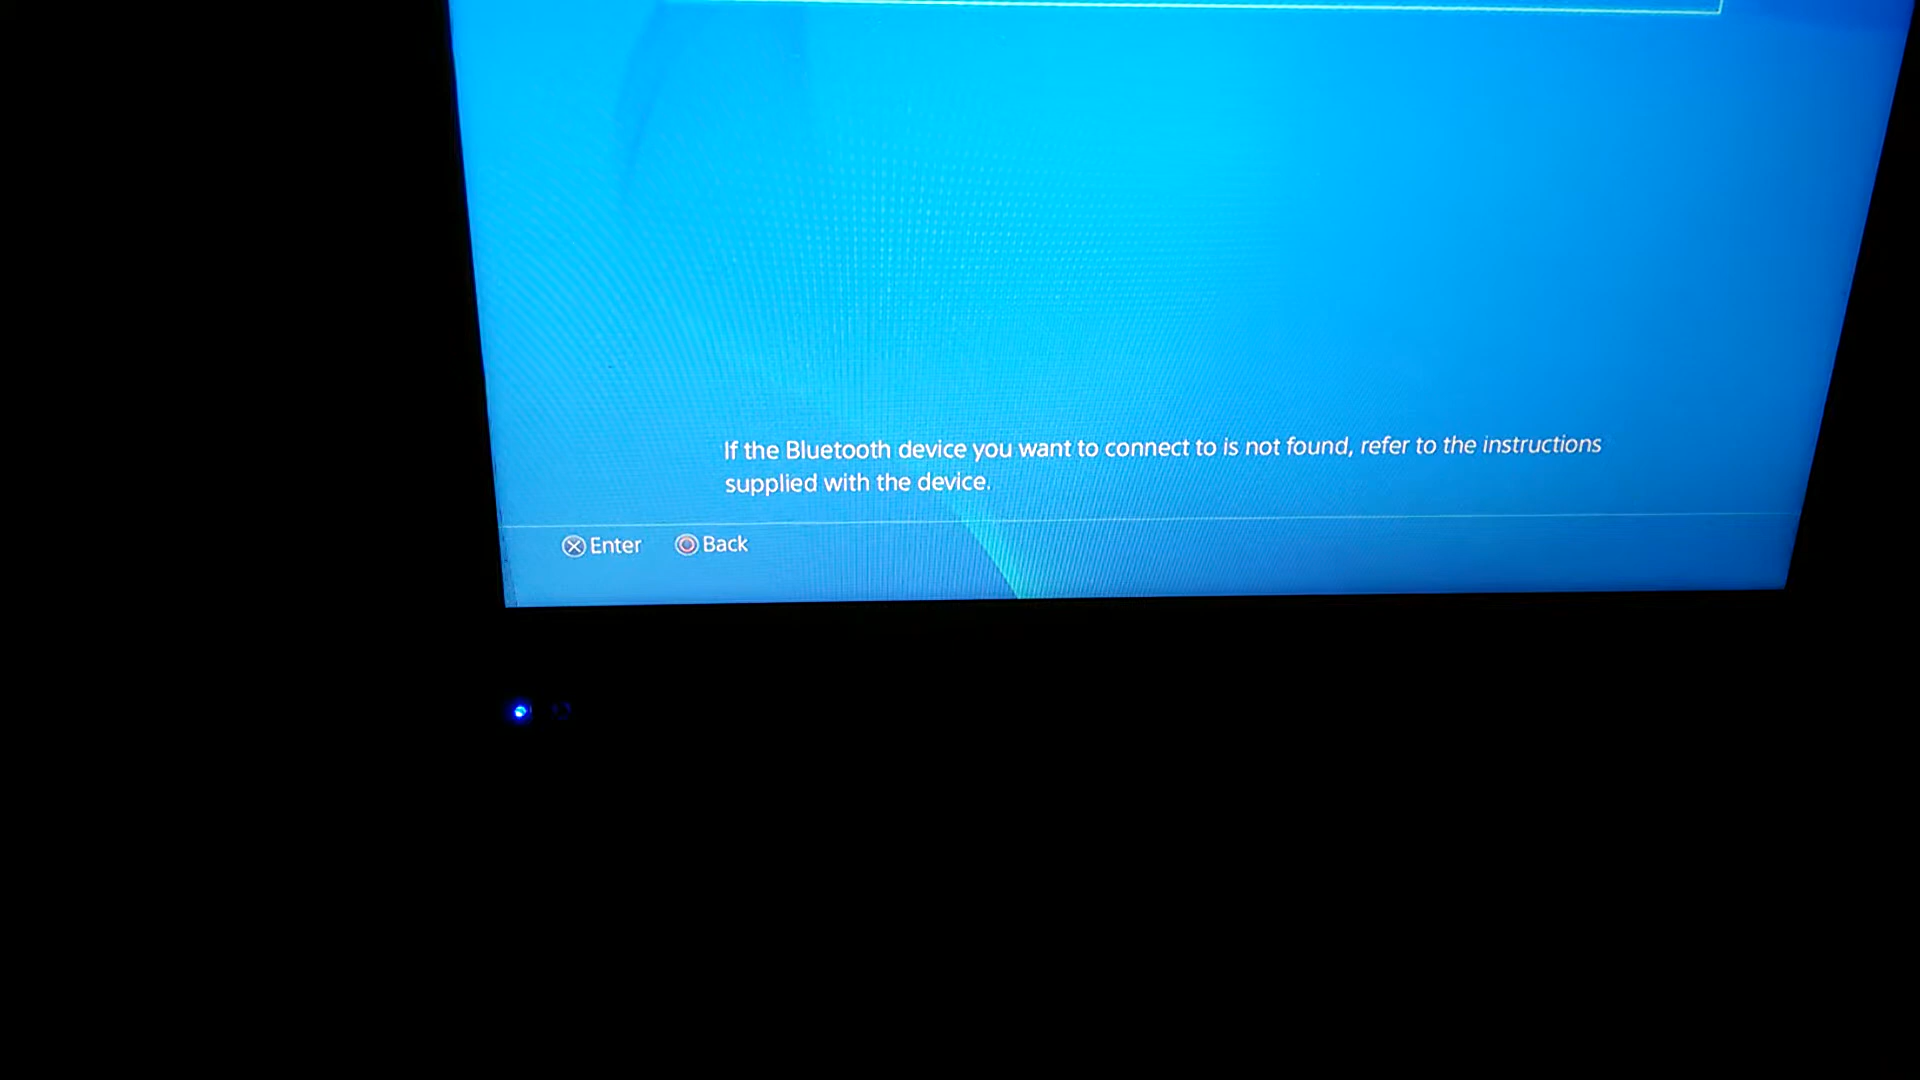 If the Bluetooth device you want to connect to is not found, refer to the instructions
supplied with the device.
Enter Back